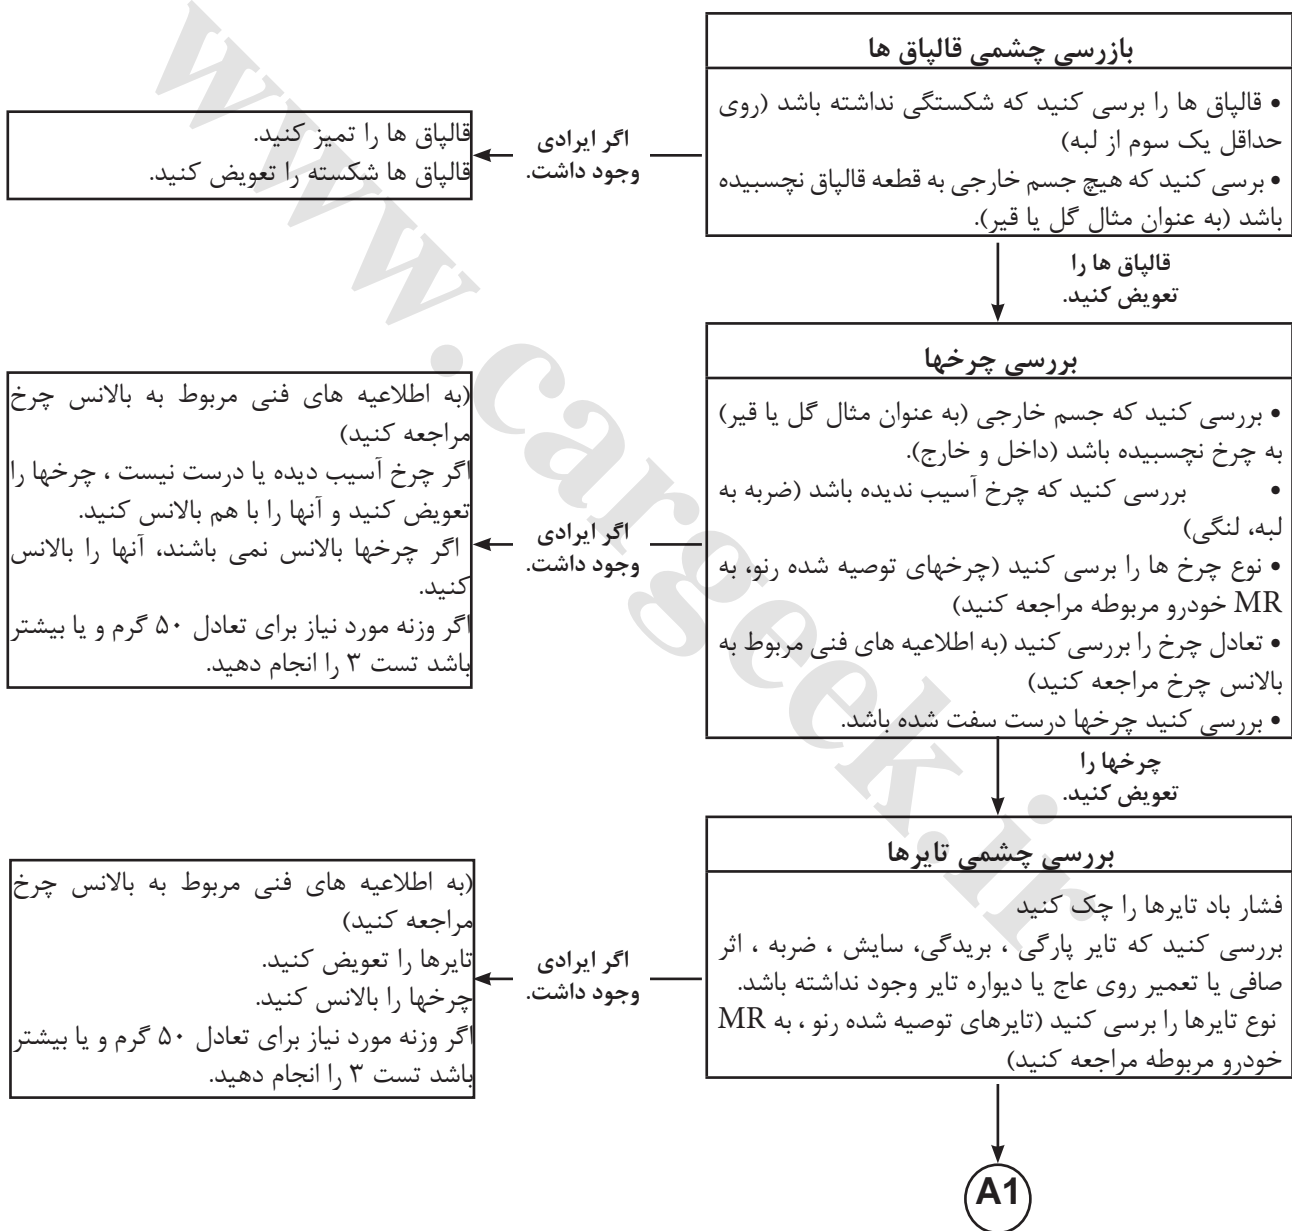 بازرسی چشمی قالپاق ها
• قالپاق ها را برسی کنید که شکستگی نداشته باشد (روی
حداقل یک سوم از لبه)
• برسی کنید که هیچ جسم خارجی به قطعه قالپاق نچسبیده
باشد (به عنوان مثال گل یا قیر).
اگر ایرادی
وجود داشت.
قالپاق ها را تمیز کنید.
قالپاق ها شکسته را تعویض کنید.
قالپاق ها را
تعویض کنید.
بررسی چرخها
• بررسی کنید که جسم خارجی (به عنوان مثال گل یا قیر)
به چرخ نچسبیده باشد (داخل و خارج).
• بررسی کنید که چرخ آسیب ندیده باشد (ضربه به
لبه، لنگی)
• نوع چرخ ها را برسی کنید (چرخهای توصیه شده رنو، به
MR خودرو مربوطه مراجعه کنید)
• تعادل چرخ را بررسی کنید (به اطلاعیه های فنی مربوط به
بالانس چرخ مراجعه کنید)
• بررسی کنید چرخها درست سفت شده باشد.
اگر ایرادی
وجود داشت.
(به اطلاعیه های فنی مربوط به بالانس چرخ
مراجعه کنید)
اگر چرخ آسیب دیده یا درست نیست ، چرخها را
تعویض کنید و آنها را با هم بالانس کنید.
اگر چرخها بالانس نمی باشند، آنها را بالانس
کنید.
اگر وزنه مورد نیاز برای تعادل ۵۰ گرم و یا بیشتر
باشد تست ۳ را انجام دهید.
چرخها را
تعویض کنید.
بررسی چشمی تایرها
فشار باد تایرها را چک کنید
بررسی کنید که تایر پارگی ، بریدگی، سایش ، ضربه ، اثر
صافی یا تعمیر روی عاج یا دیواره تایر وجود نداشته باشد.
نوع تایرها را برسی کنید (تایرهای توصیه شده رنو ، به MR
خودرو مربوطه مراجعه کنید)
اگر ایرادی
وجود داشت.
(به اطلاعیه های فنی مربوط به بالانس چرخ
مراجعه کنید)
تایرها را تعویض کنید.
چرخها را بالانس کنید.
اگر وزنه مورد نیاز برای تعادل ۵۰ گرم و یا بیشتر
باشد تست ۳ را انجام دهید.
A1
www.cargeek.ir